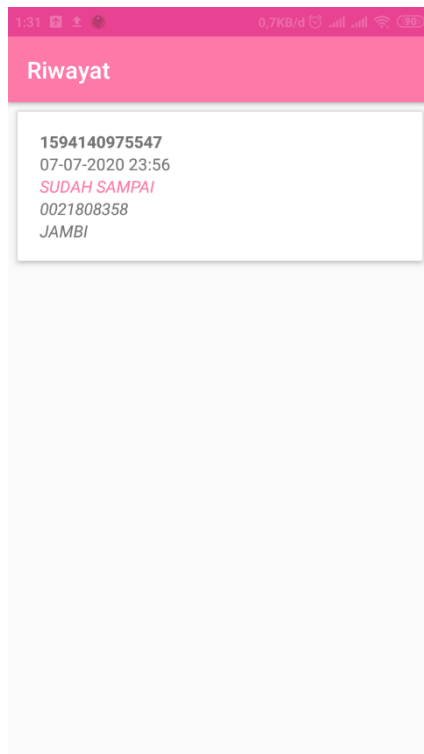 1:31 0,7KB/d 90
Riwayat
1594140975547
07-07-2020 23:56
SUDAH SAMPAI
0021808358
JAMBI